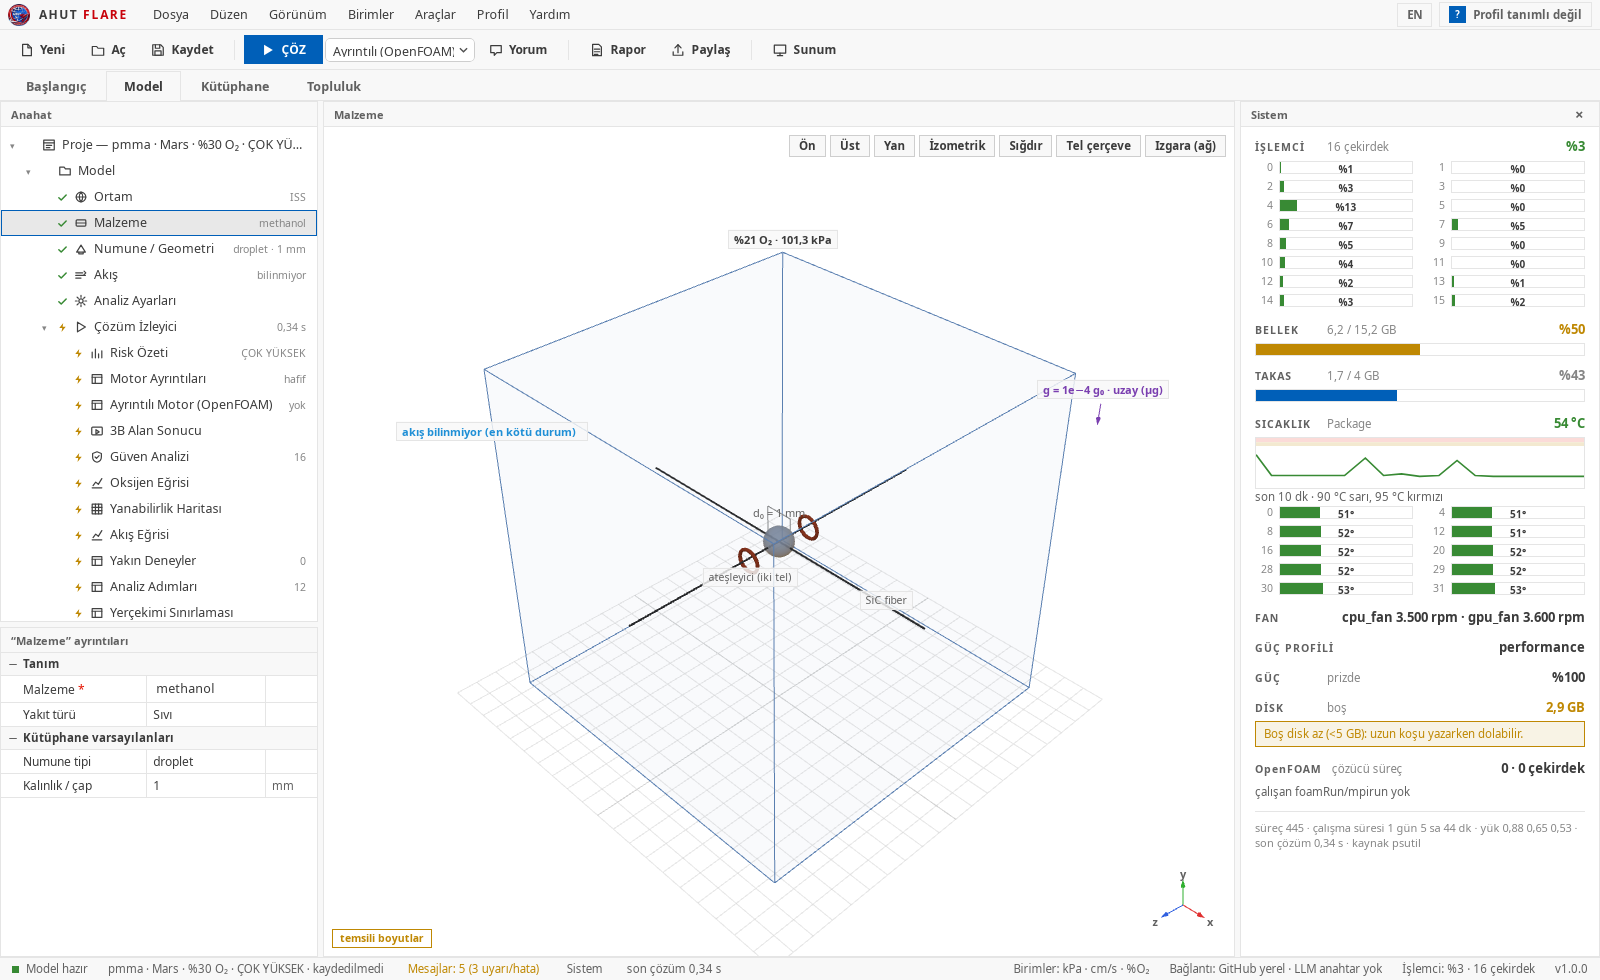 AHUT FLARE
Dosya Düzen Görünüm Birimler Araçlar Profil Yardım
EN
? Profil tanımlı değil
Yeni Aç Kaydet ÇÖZ Ayrıntılı (OpenFOAM) Yorum Rapor Paylaş Sunum
Başlangıç Model Kütüphane Topluluk
Anahat
Proje — pmma · Mars · %30 O₂ · ÇOK YÜ...
Model
Ortam ISS
Malzeme methanol
Numune / Geometri droplet · 1 mm
Akış bilinmiyor
Analiz Ayarları
Çözüm İzleyici 0,34 s
Risk Özeti ÇOK YÜKSEK
Motor Ayrıntıları hafif
Ayrıntılı Motor (OpenFOAM) yok
3B Alan Sonucu
Güven Analizi 16
Oksijen Eğrisi
Yanabilirlik Haritası
Akış Eğrisi
Yakın Deneyler 0
Analiz Adımları 12
Yerçekimi Sınırlaması
“Malzeme” ayrıntıları
Tanım
Malzeme * methanol
Yakıt türü Sıvı
Kütüphane varsayılanları
Numune tipi droplet
Kalınlık / çap 1 mm
Malzeme
Ön Üst Yan İzometrik Sığdır Tel çerçeve Izgara (ağ)
%21 O₂ · 101,3 kPa
g = 1e−4 g₀ · uzay (µg)
akış bilinmiyor (en kötü durum)
d₀ = 1 mm
ateşleyici (iki tel)
SiC fiber
y
z x
temsili boyutlar
Sistem ×
İŞLEMCİ 16 çekirdek %3
0 %1 1 %0
2 %3 3 %0
4 %13 5 %0
6 %7 7 %5
8 %5 9 %0
10 %4 11 %0
12 %2 13 %1
14 %3 15 %2
BELLEK 6,2 / 15,2 GB %50
TAKAS 1,7 / 4 GB %43
SICAKLIK Package 54 °C
son 10 dk · 90 °C sarı, 95 °C kırmızı
0 51° 4 51°
8 52° 12 51°
16 52° 20 52°
28 52° 29 52°
30 53° 31 53°
FAN cpu_fan 3.500 rpm · gpu_fan 3.600 rpm
GÜÇ PROFİLİ performance
GÜÇ prizde %100
DİSK boş 2,9 GB
Boş disk az (<5 GB): uzun koşu yazarken dolabilir.
OpenFOAM çözücü süreç 0 · 0 çekirdek
çalışan foamRun/mpirun yok
süreç 445 · çalışma süresi 1 gün 5 sa 44 dk · yük 0,88 0,65 0,53 ·
son çözüm 0,34 s · kaynak psutil
Model hazır pmma · Mars · %30 O₂ · ÇOK YÜKSEK · kaydedilmedi Mesajlar: 5 (3 uyarı/hata) Sistem son çözüm 0,34 s Birimler: kPa · cm/s · %O₂ Bağlantı: GitHub yerel · LLM anahtar yok İşlemci: %3 · 16 çekirdek v1.0.0